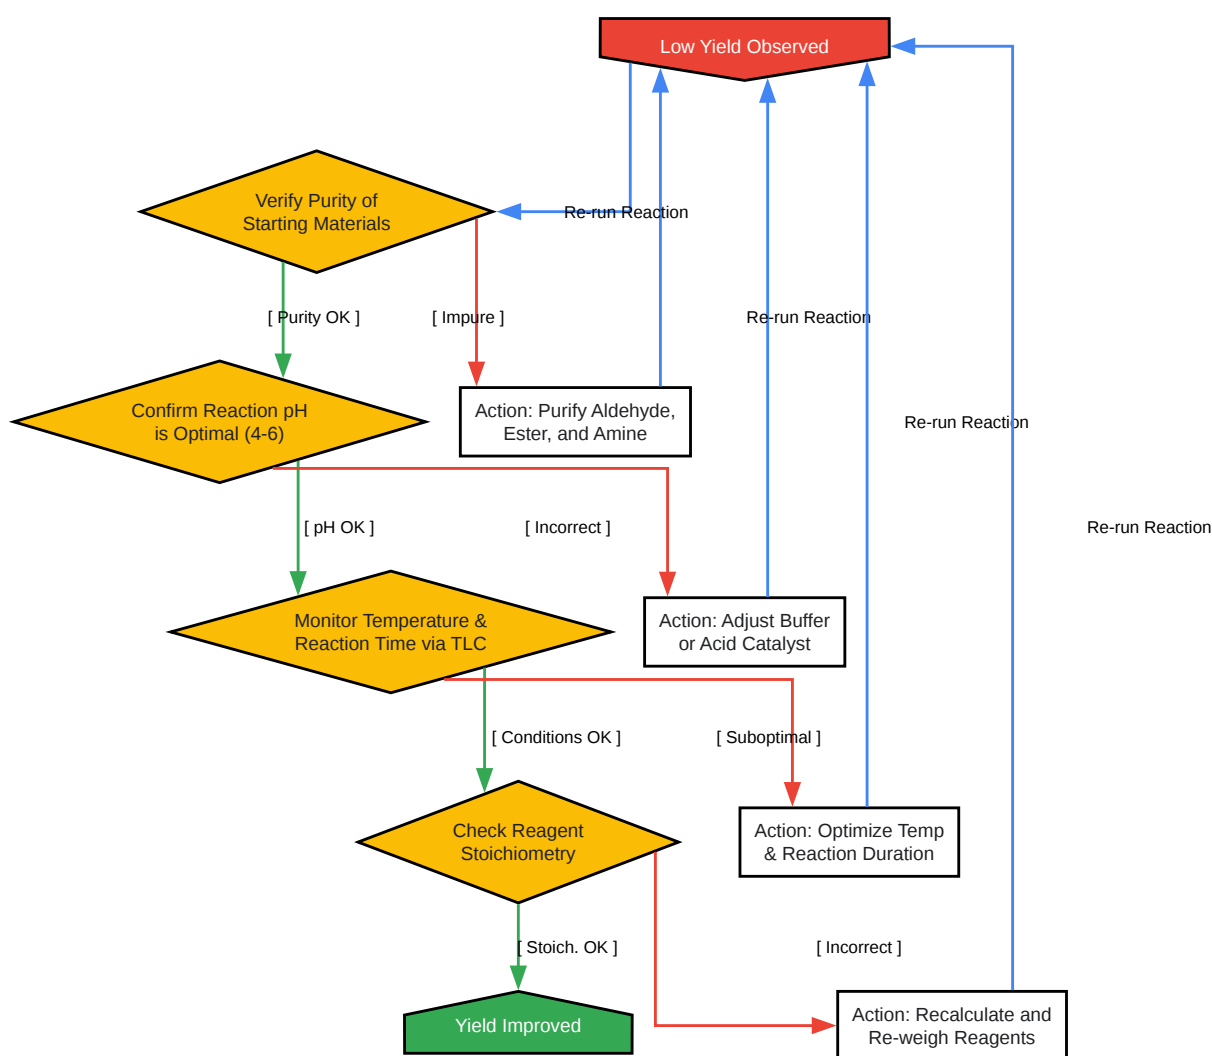 Low Yield Observed
Verify Purity of
Starting Materials
Re-run Reaction
[ Purity OK ]
[ Impure ]
Re-run Reaction
Confirm Reaction pH
is Optimal (4-6)
Action: Purify Aldehyde,
Ester, and Amine
Re-run Reaction
[ pH OK ]
[ Incorrect ]
Re-run Reaction
Monitor Temperature &
Reaction Time via TLC
Action: Adjust Buffer
or Acid Catalyst
[ Conditions OK ]
[ Suboptimal ]
Check Reagent
Stoichiometry
Action: Optimize Temp
& Reaction Duration
[ Stoich. OK ]
[ Incorrect ]
Yield Improved
Action: Recalculate and
Re-weigh Reagents